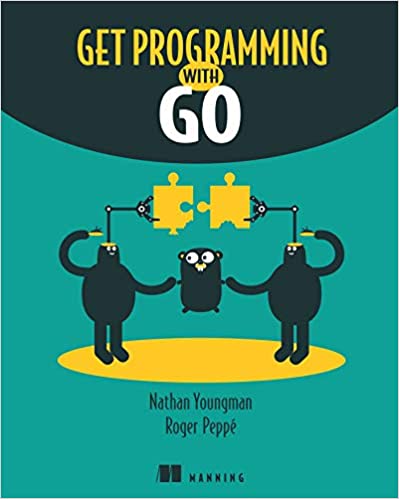 GET PROGRAMMING
WITH
GO
Nathan Youngman
Roger Peppé
MANNING